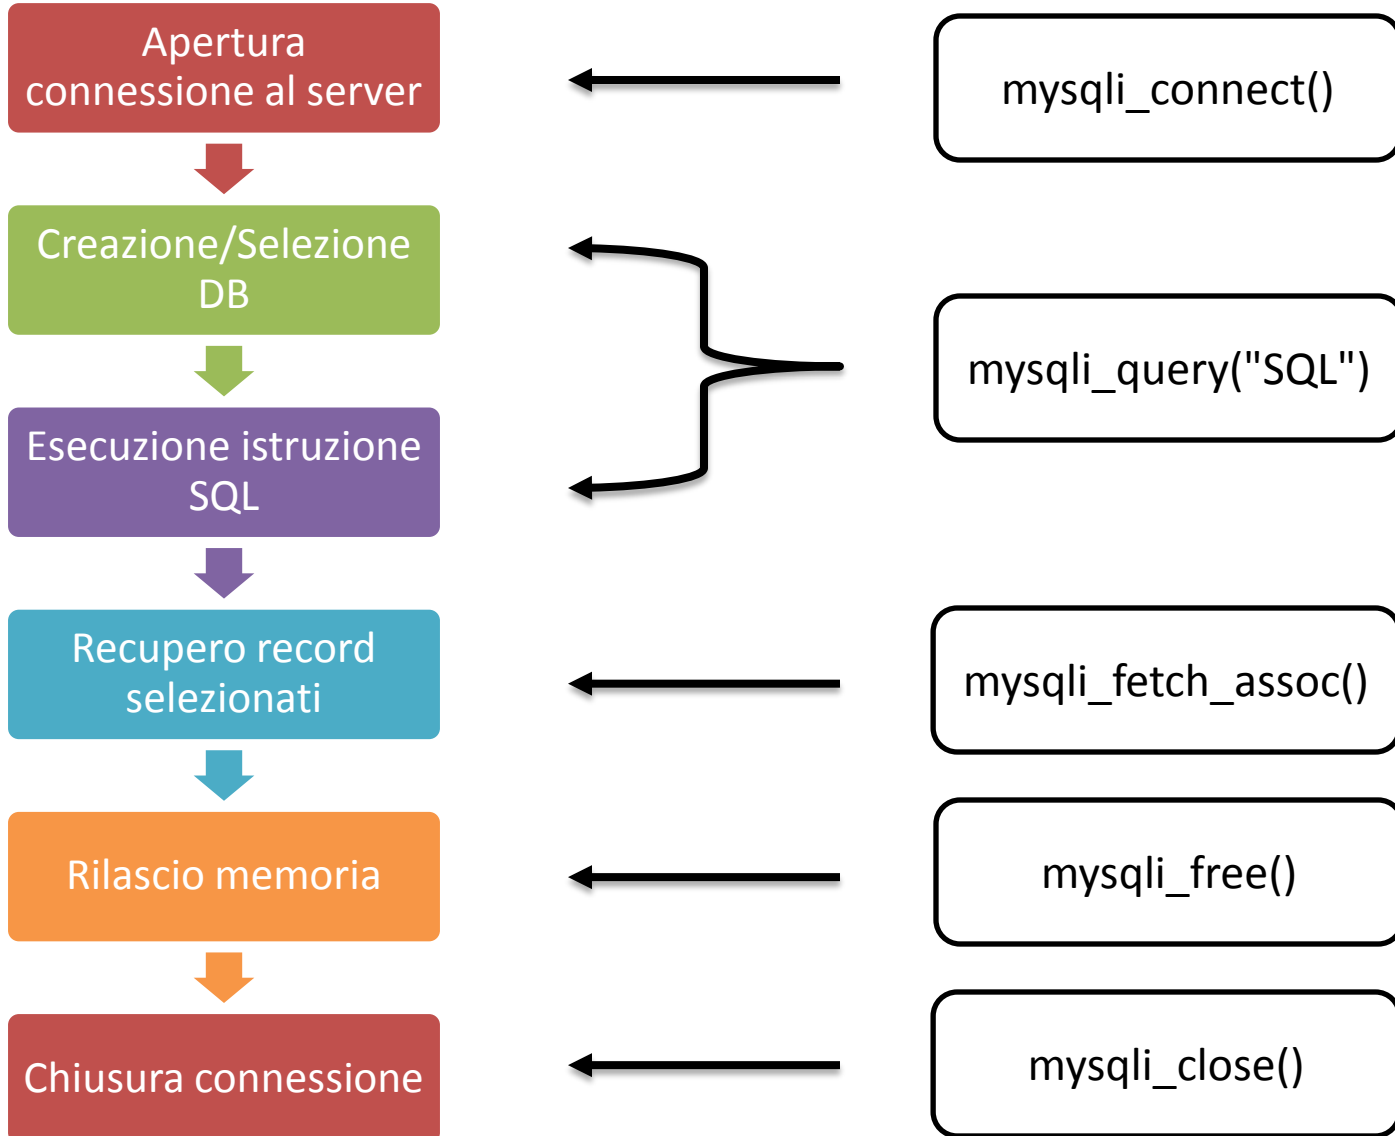 Apertura
connessione al server
mysqli_connect()
Creazione/Selezione
DB
mysqli_query("SQL")
Esecuzione istruzione
SQL
Recupero record
selezionati
mysqli_fetch_assoc()
Rilascio memoria
mysqli_free()
Chiusura connessione
mysqli_close()